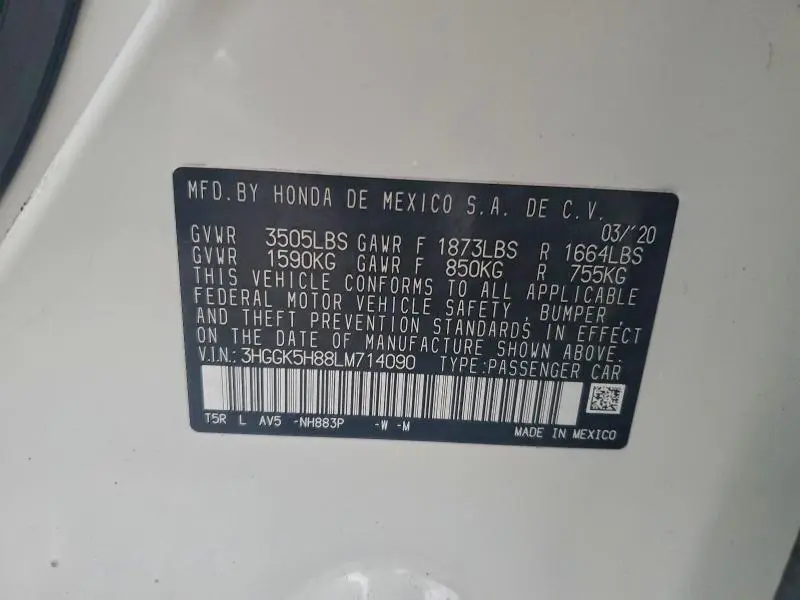 MFD. BY HONDA DE MEXICO S.A. DE C.V.
03/'20
GVWR 3505LBS GAWR F 1873LBS R 1664LBS
GVWR 1590KG GAWR F 850KG R 755KG
THIS VEHICLE CONFORMS TO ALL APPLICABLE
FEDERAL MOTOR VEHICLE SAFETY, BUMPER,
AND THEFT PREVENTION STANDARDS IN EFFECT
ON THE DATE OF MANUFACTURE SHOWN ABOVE.
V.I.N.: 3HGGK5H88LM714090 TYPE:PASSENGER CAR
T5R L AV5 -NH883P -W -M
MADE IN MEXICO